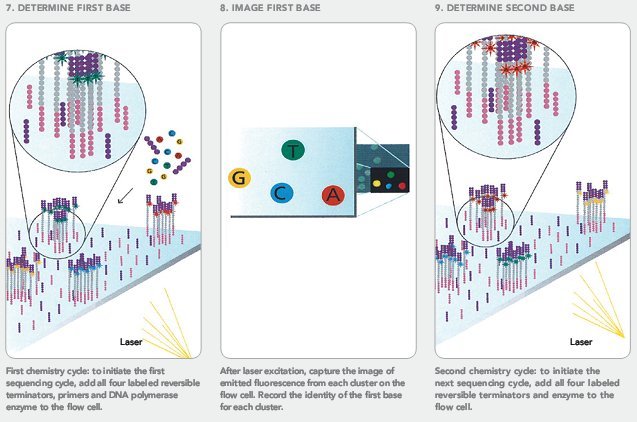 7. DETERMINE FIRST BASE
A
G
C
C
T
A
G
G
Laser
First chemistry cycle: to initiate the first
sequencing cycle, add all four labeled reversible
terminators, primers and DNA polymerase
enzyme to the flow cell.
8. IMAGE FIRST BASE
T
G
C
A
After laser excitation, capture the image of
emitted fluorescence from each cluster on the
flow cell. Record the identity of the first base
for each cluster.
9. DETERMINE SECOND BASE
Laser
Second chemistry cycle: to initiate the
next sequencing cycle, add all four labeled
reversible terminators and enzyme to the
flow cell.